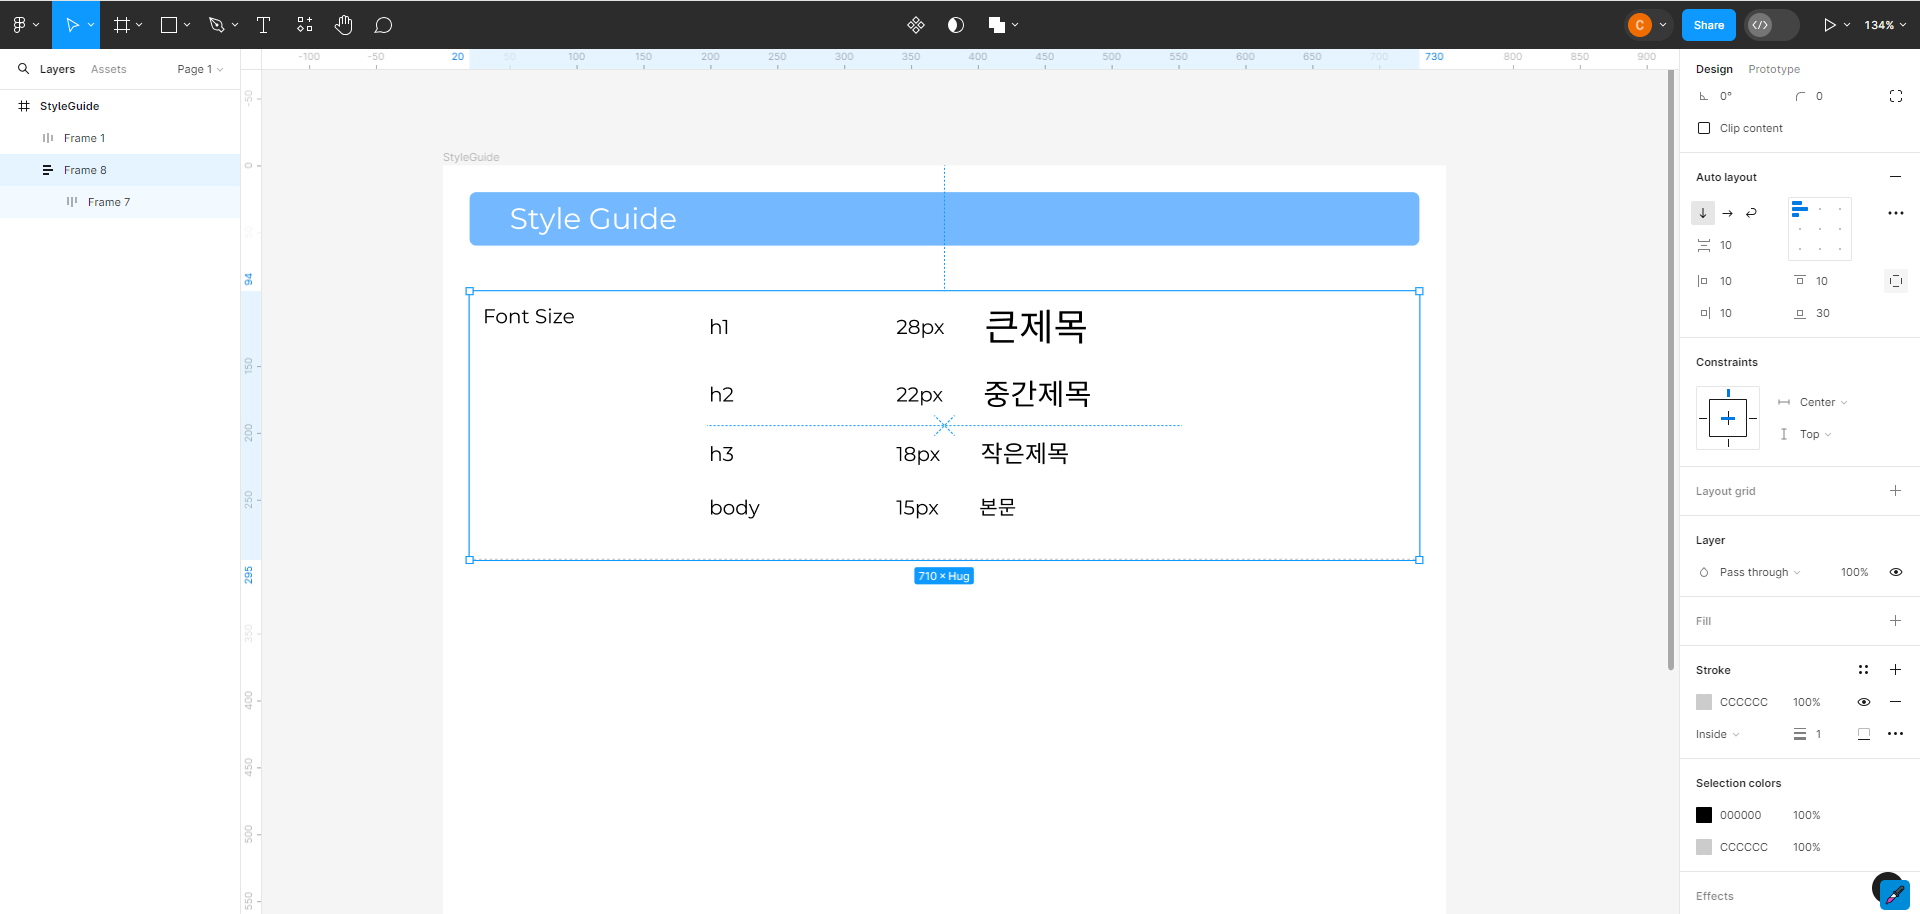 Share
134%
Layers Assets Page 1
StyleGuide
Frame 1
Frame 8
Frame 7
-100 -50 20 50 100 150 200 250 300 350 400 450 500 550 600 650 700 730 800 850 900
-50
0
94
150
200
250
295
350
400
450
500
550
StyleGuide
Style Guide
Font Size
h1 28px 큰제목
h2 22px 중간제목
h3 18px 작은제목
body 15px 본문
710 × Hug
Design Prototype
0° 0
Clip content
Auto layout
10
10 10
10 30
Constraints
Center
Top
Layout grid
Layer
Pass through 100%
Fill
Stroke
CCCCCC 100%
Inside 1
Selection colors
000000 100%
CCCCCC 100%
Effects
C